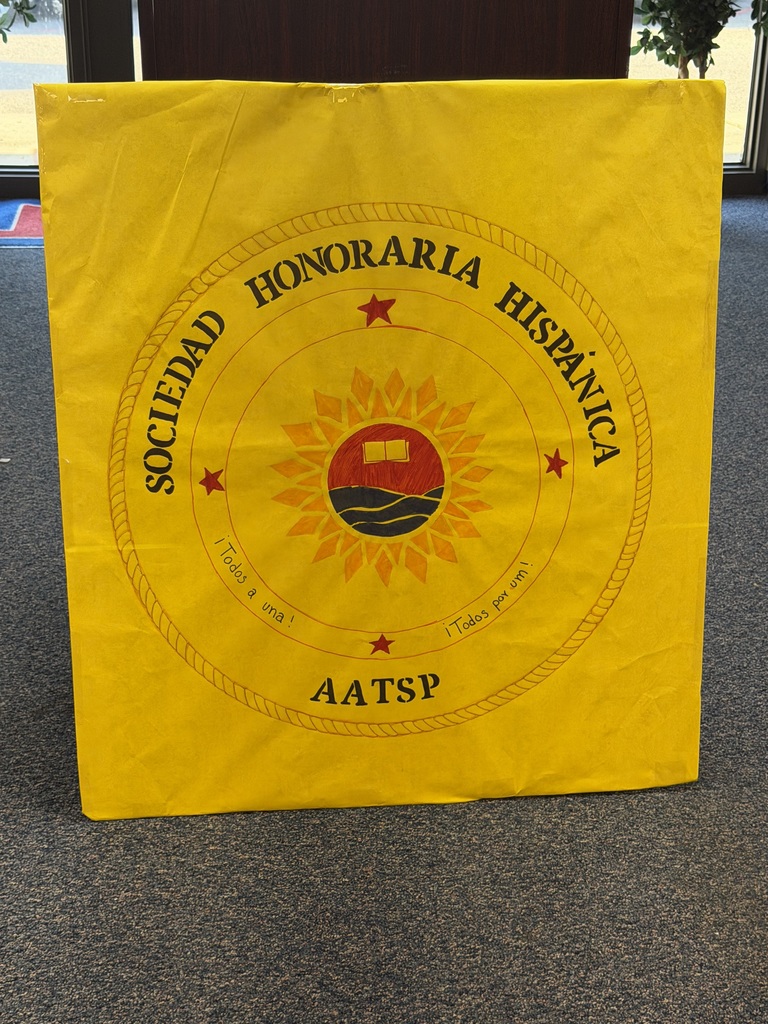 SOCIEDAD HONORARIA HISPÁNICA
¡Todos a una!
¡Todos por um!
AATSP